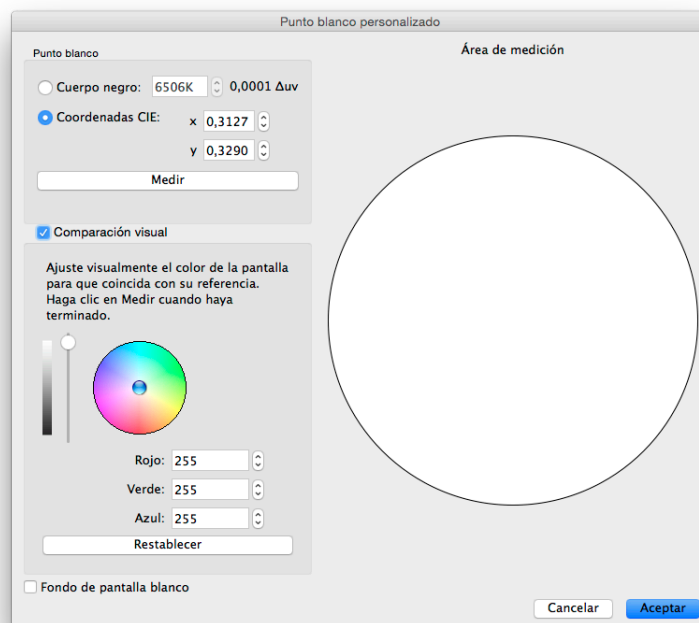 Punto blanco personalizado
Punto blanco
Cuerpo negro: 6506K 0,0001 Δuv
Coordenadas CIE: x 0,3127
y 0,3290
Medir
Comparación visual
Ajuste visualmente el color de la pantalla
para que coincida con su referencia.
Haga clic en Medir cuando haya
terminado.
Rojo: 255
Verde: 255
Azul: 255
Restablecer
Fondo de pantalla blanco
Área de medición
Cancelar
Aceptar